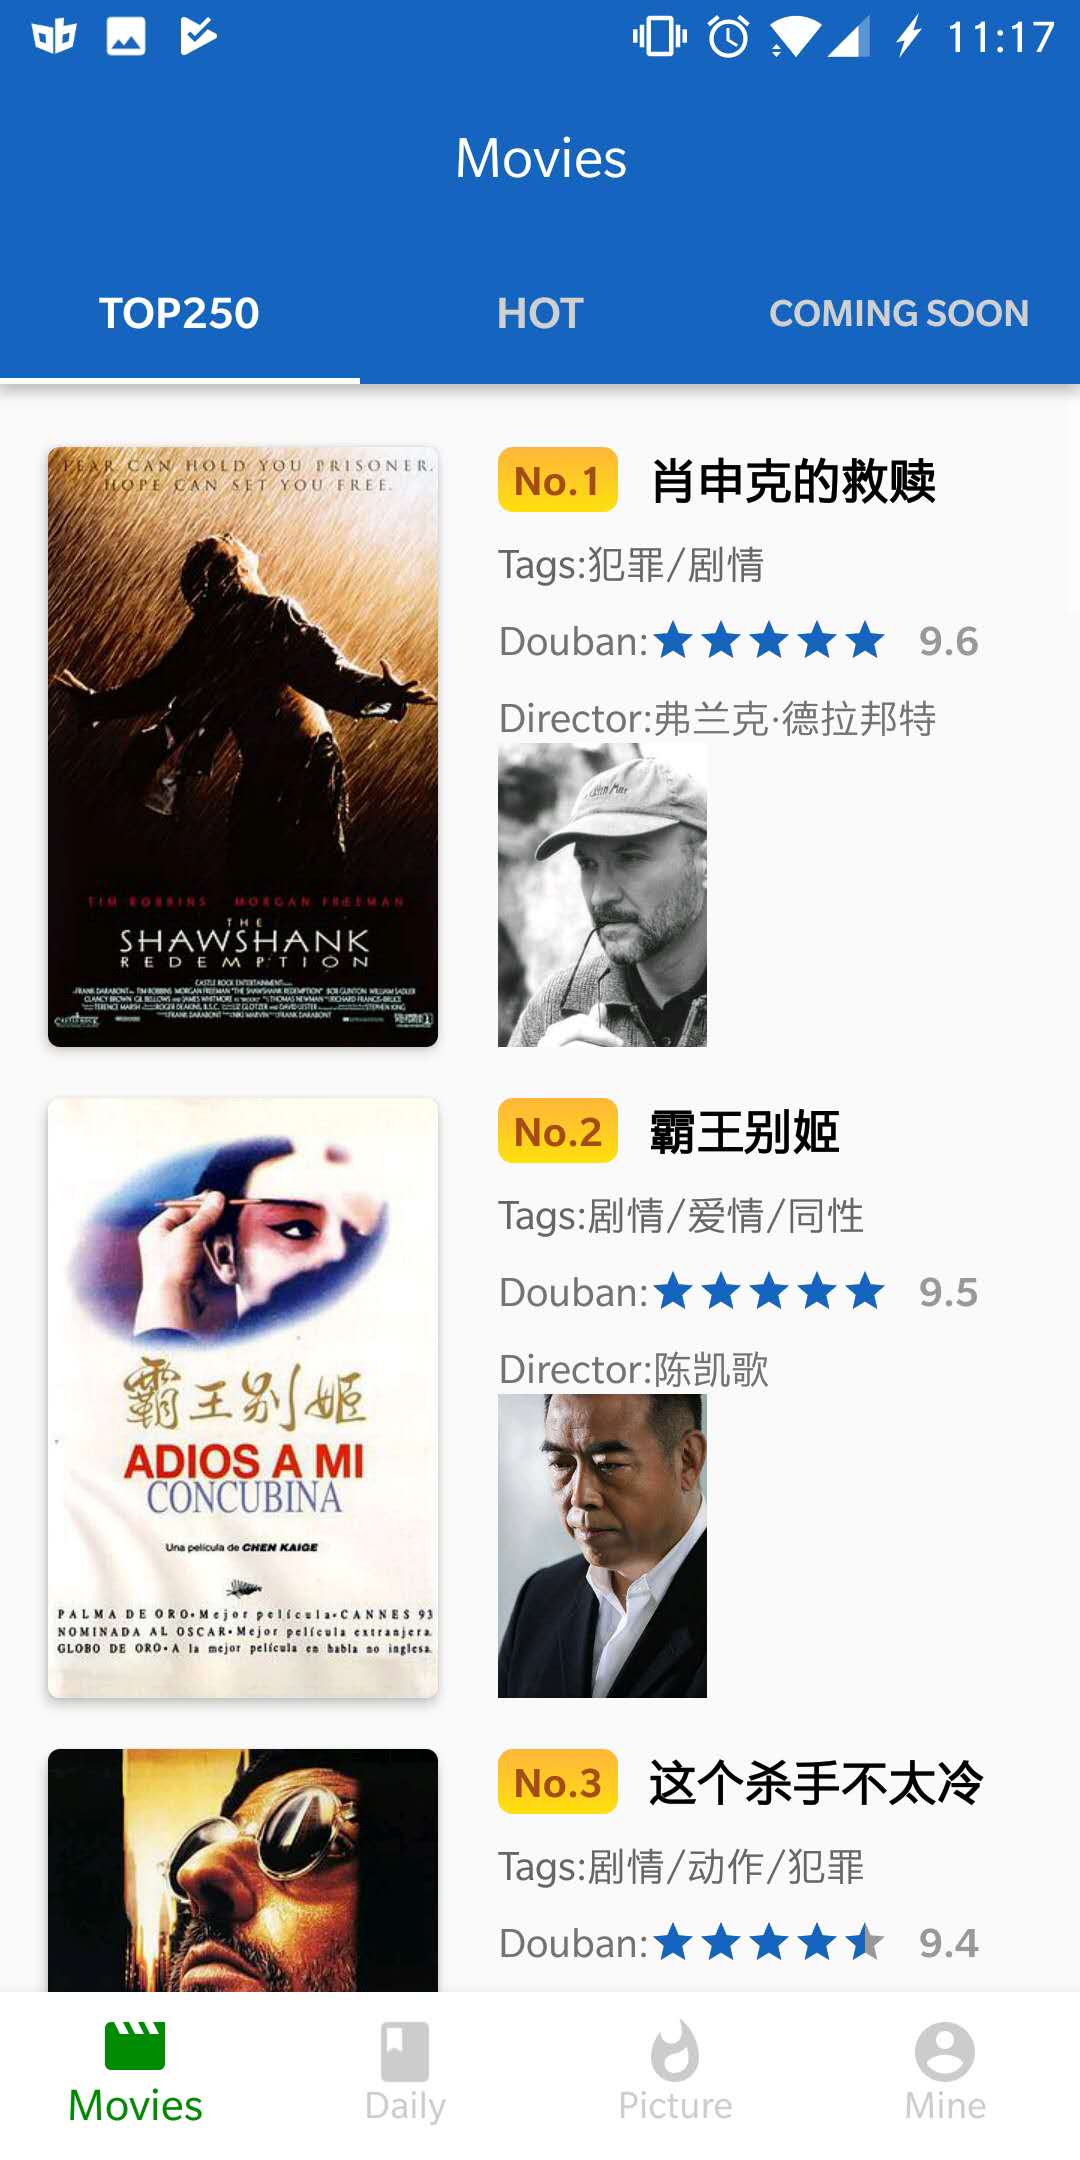 11:17
Movies
TOP250
HOT
COMING SOON
FEAR CAN HOLD YOU PRISONER.
HOPE CAN SET YOU FREE.
TIM ROBBINS MORGAN FREEMAN
THE
SHAWSHANK
REDEMPTION
No.1
肖申克的救赎
Tags:犯罪/剧情
Douban:
9.6
Director:弗兰克·德拉邦特
霸王别姬
ADIOS A MI
CONCUBINA
Una película de CHEN KAIGE
PALMA DE ORO•Mejor película•CANNES 93
NOMINADA AL OSCAR•Mejor película extranjera.
GLOBO DE ORO•A la mejor película en habla no inglesa.
No.2
霸王别姬
Tags:剧情/爱情/同性
Douban:
9.5
Director:陈凯歌
No.3
这个杀手不太冷
Tags:剧情/动作/犯罪
Douban:
9.4
Movies
Daily
Picture
Mine